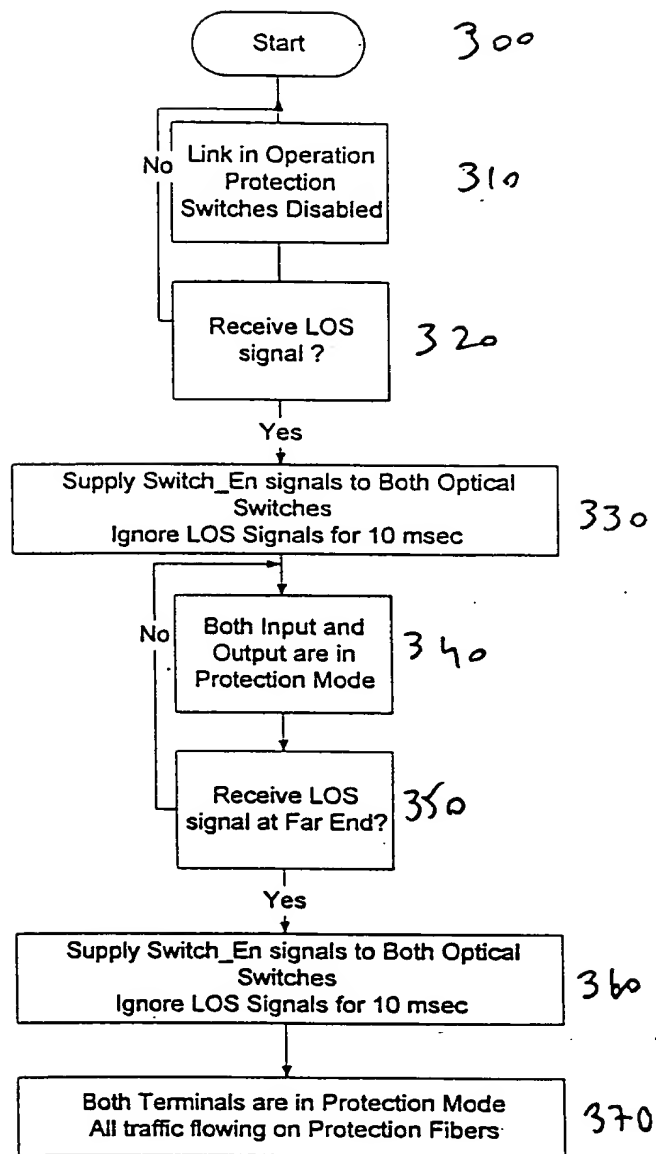 Start
300
Link in Operation
Protection
Switches Disabled
310
No
Receive LOS
signal ?
320
Yes
Supply Switch_En signals to Both Optical
Switches
Ignore LOS Signals for 10 msec
330
No
Both Input and
Output are in
Protection Mode
340
Receive LOS
signal at Far End?
350
Yes
Supply Switch_En signals to Both Optical
Switches
Ignore LOS Signals for 10 msec
360
Both Terminals are in Protection Mode
All traffic flowing on Protection Fibers
370